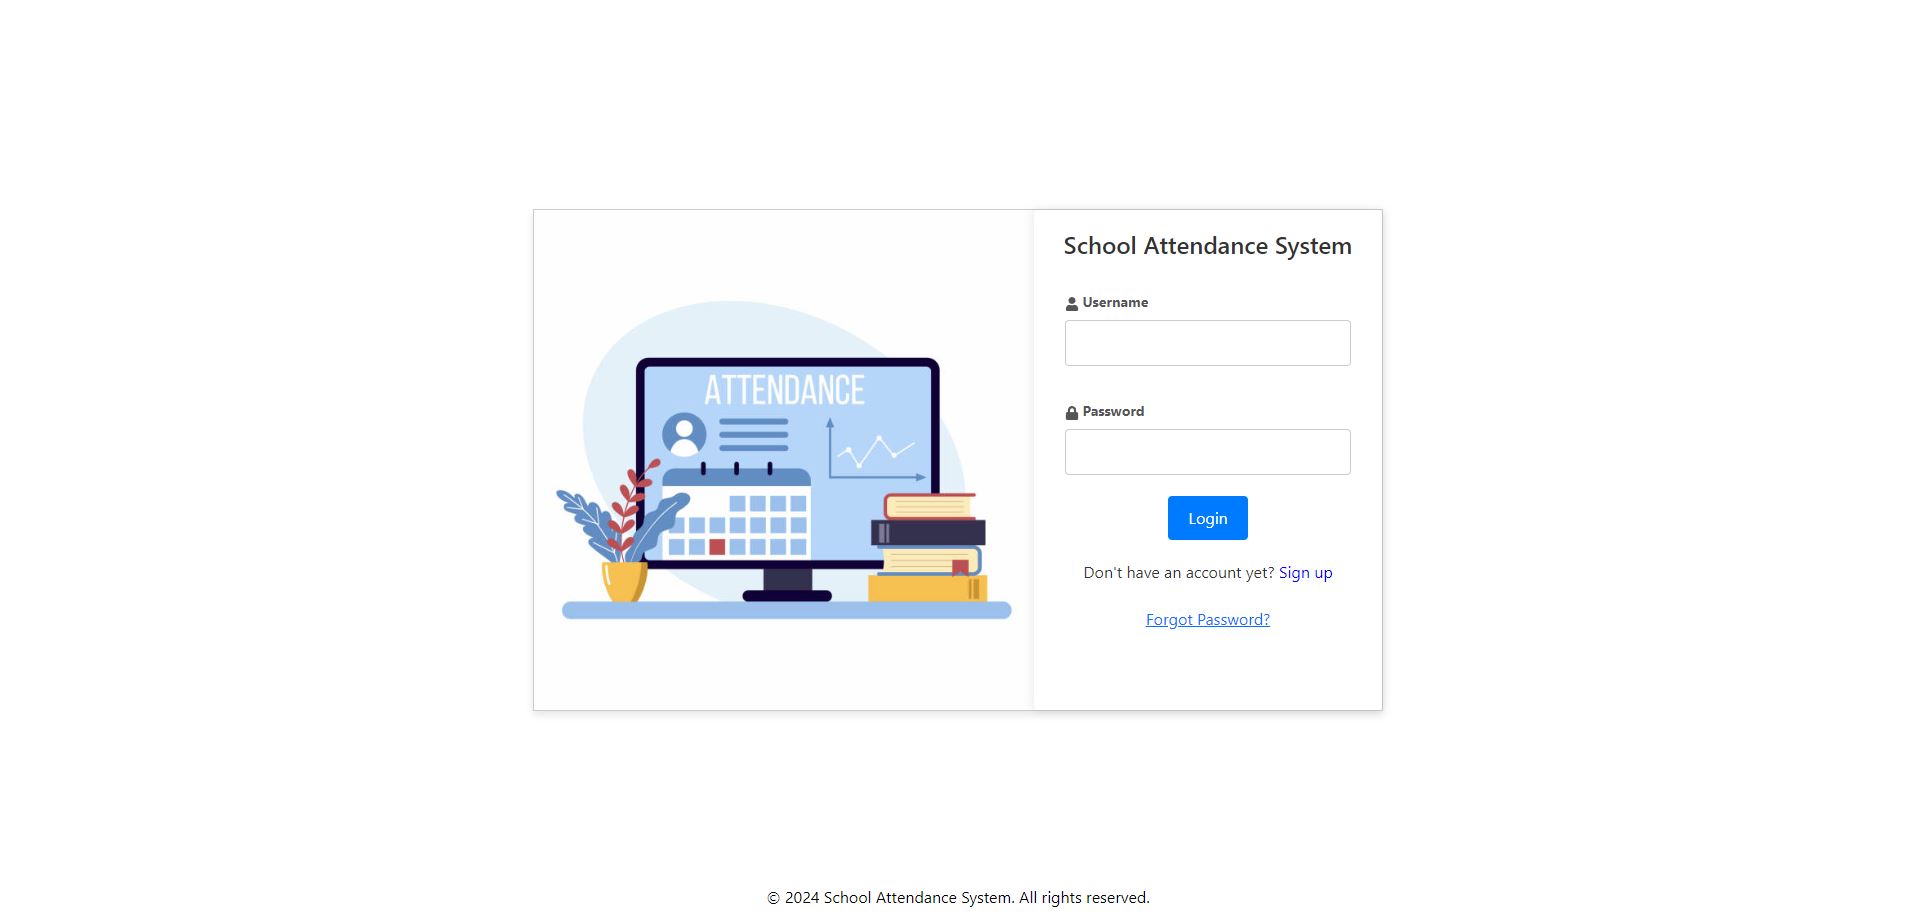 School Attendance System
ATTENDANCE
Username
Password
Login
Don't have an account yet? Sign up
Forgot Password?
© 2024 School Attendance System. All rights reserved.